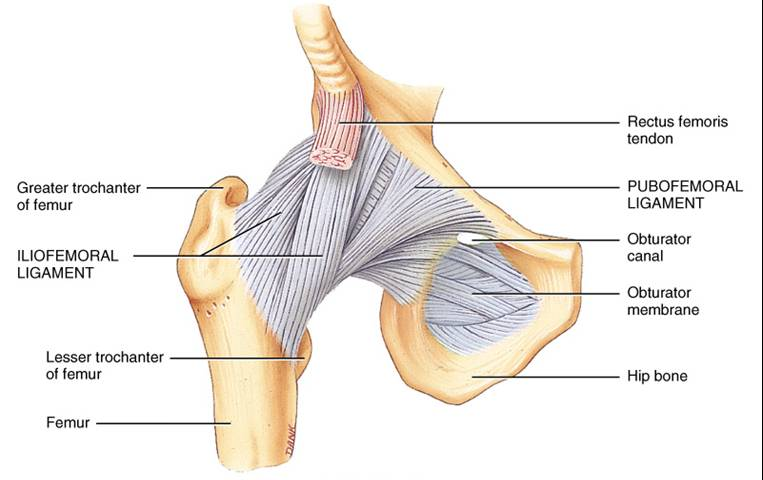 Rectus femoris
tendon
Greater trochanter
of femur
PUBOFEMORAL
LIGAMENT
Obturator
canal
ILIOFEMORAL
LIGAMENT
Obturator
membrane
Lesser trochanter
of femur
Hip bone
Femur
DANK